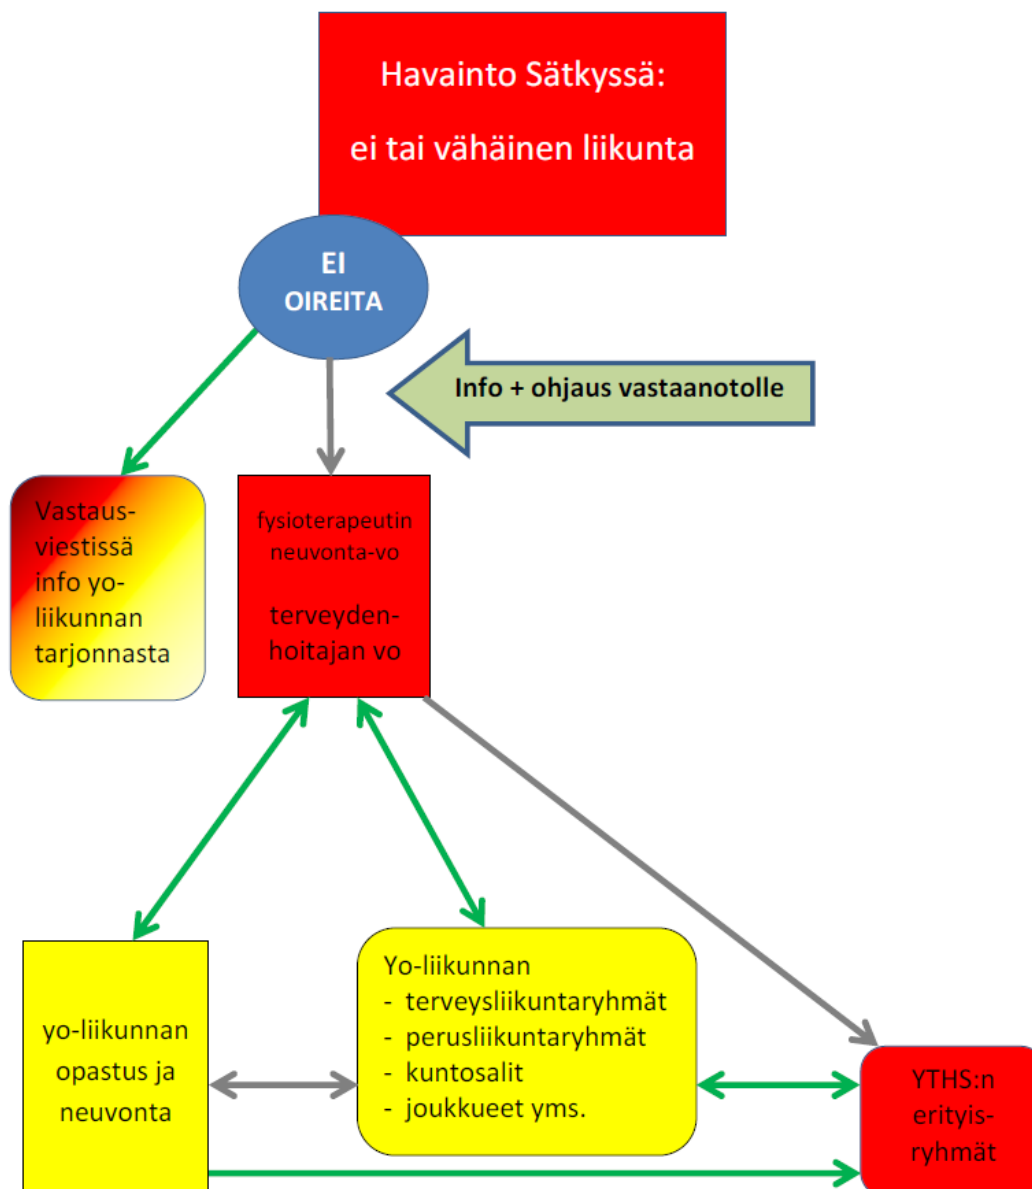 Havainto Sätkyssä:
ei tai vähäinen liikunta
EI
OIREITA
Info + ohjaus vastaanotolle
Vastaus-
viestissä
info yo-
liikunnan
tarjonnasta
fysioterapeutin
neuvonta-vo
terveyden-
hoitajan vo
yo-liikunnan
opastus ja
neuvonta
Yo-liikunnan
- terveysliikuntaryhmät
- perusliikuntaryhmät
- kuntosalit
- joukkueet yms.
YTHS:n
erityis-
ryhmät